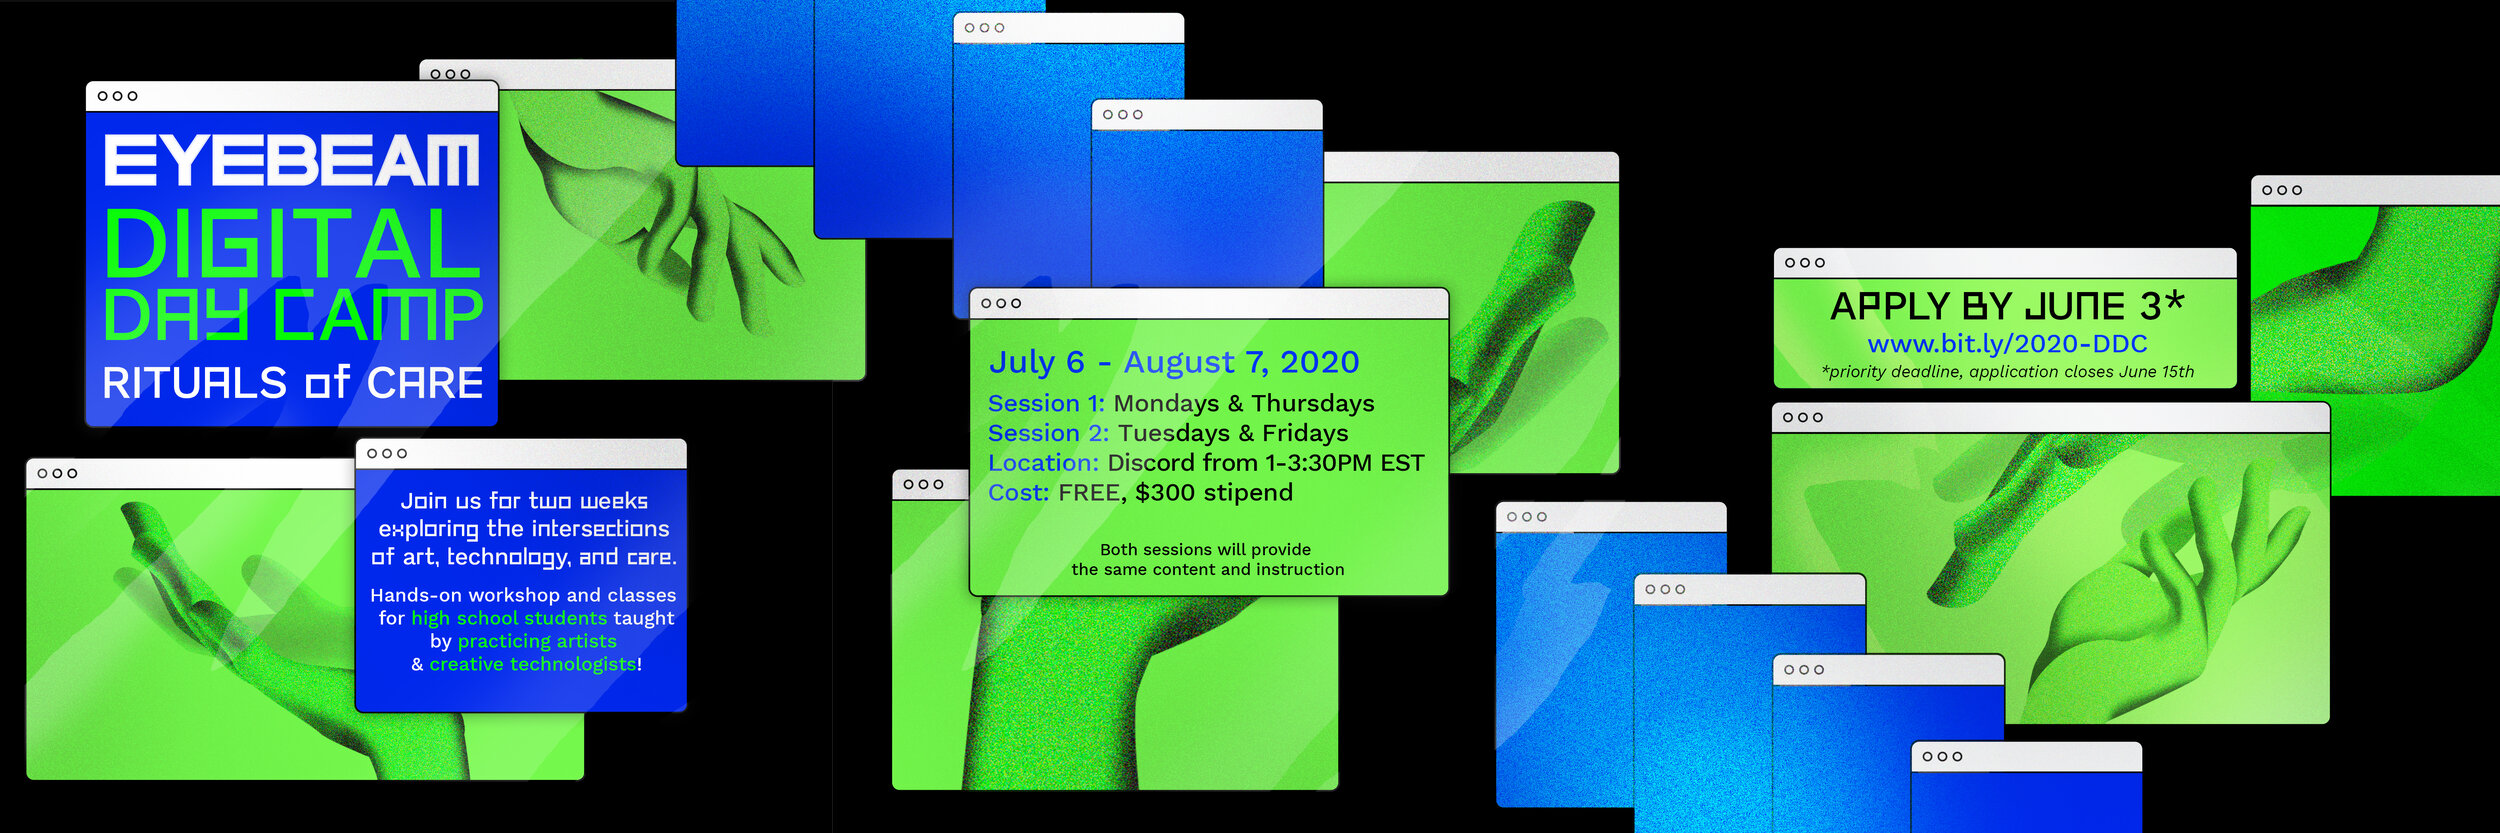 EYEBEAM
DIGITAL
DAY CAMP
RITUALS of CARE
Join us for two weeks
exploring the intersections
of art, technology, and care.
Hands-on workshop and classes
for high school students taught
by practicing artists
& creative technologists!
July 6 - August 7, 2020
Session 1: Mondays & Thursdays
Session 2: Tuesdays & Fridays
Location: Discord from 1-3:30PM EST
Cost: FREE, $300 stipend
Both sessions will provide
the same content and instruction
APPLY BY JUNE 3*
www.bit.ly/2020-DDC
*priority deadline, application closes June 15th